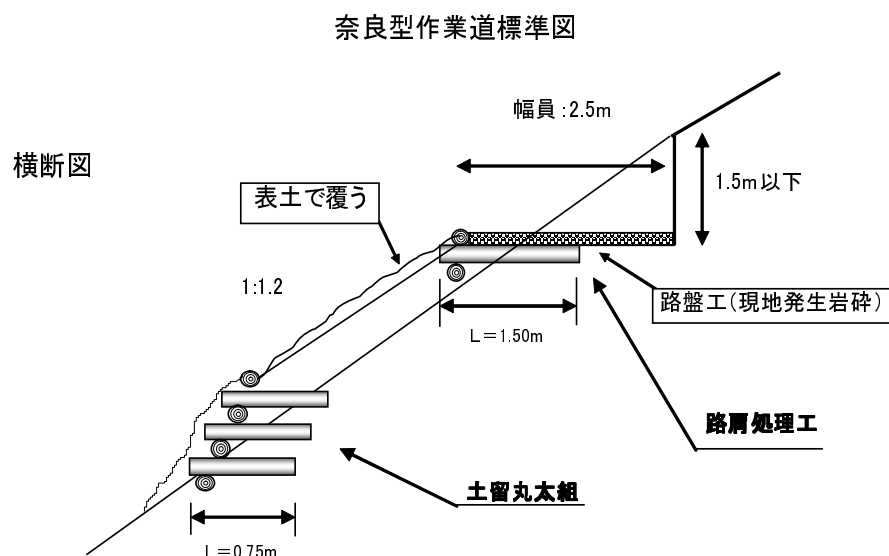 奈良型作業道標準図
幅員:2.5m
横断図
1.5m以下
表土で覆う
1:1.2
路盤工(現地発生岩砕)
L=1.50m
路肩処理工
土留丸太組
L=0.75m